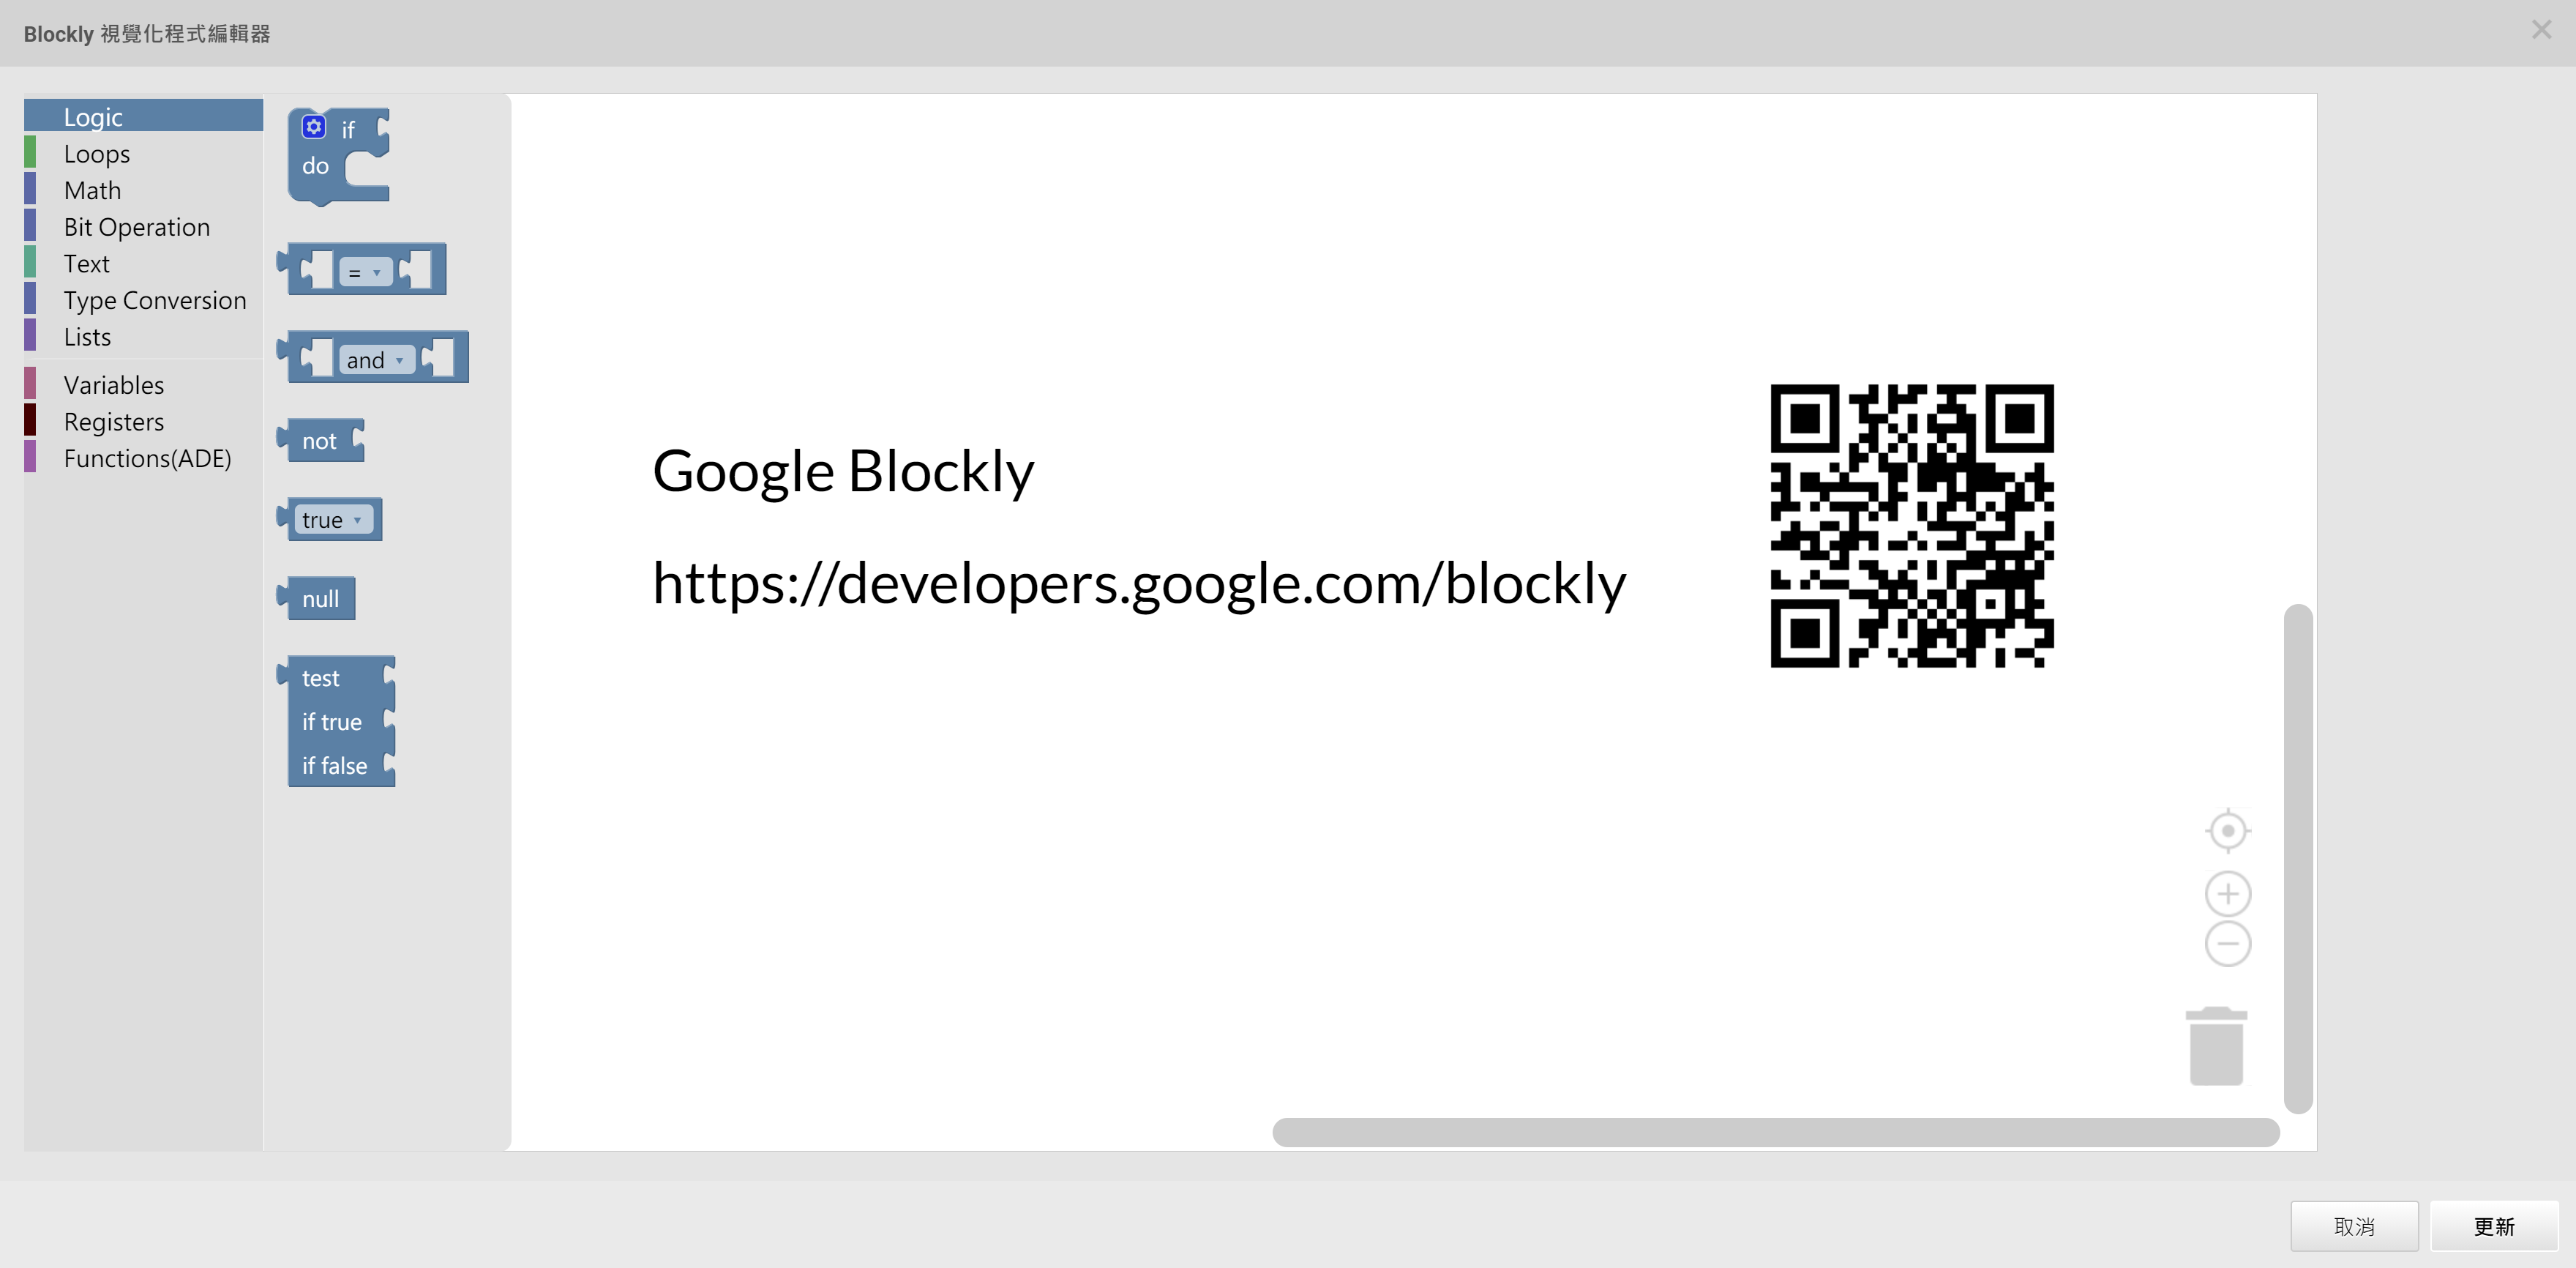 Blockly 視覺化程式編輯器
Logic
Loops
Math
Bit Operation
Text
Type Conversion
Lists
Variables
Registers
Functions(ADE)
if
do
=
and
not
true
null
test
if true
if false
Google Blockly
https://developers.google.com/blockly
取消
更新